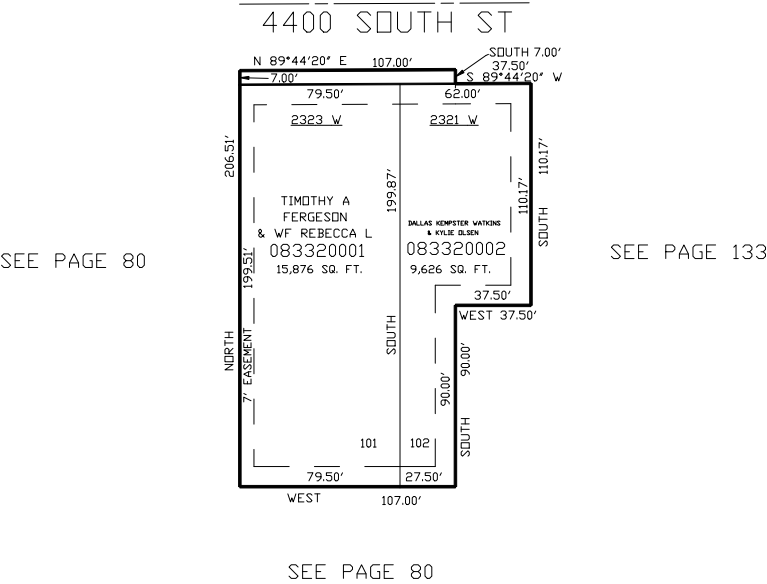 4400 SOUTH ST
N 89°44'20" E
107.00'
SOUTH 7.00'
37.50'
S 89°44'20" W
7.00'
79.50'
62.00'
2323 W
2321 W
206.51'
110.17'
110.17'
SOUTH
199.87'
TIMOTHY A
FERGESON
& WF REBECCA L
083320001
15,876 SQ. FT.
DALLAS KEMPSTER WATKINS
& KYLIE OLSEN
083320002
9,626 SQ. FT.
SEE PAGE 80
SEE PAGE 133
199.51'
37.50'
WEST 37.50'
NORTH
7' EASEMENT
SOUTH
90.00'
90.00'
SOUTH
101
102
79.50'
27.50'
WEST
107.00'
SEE PAGE 80